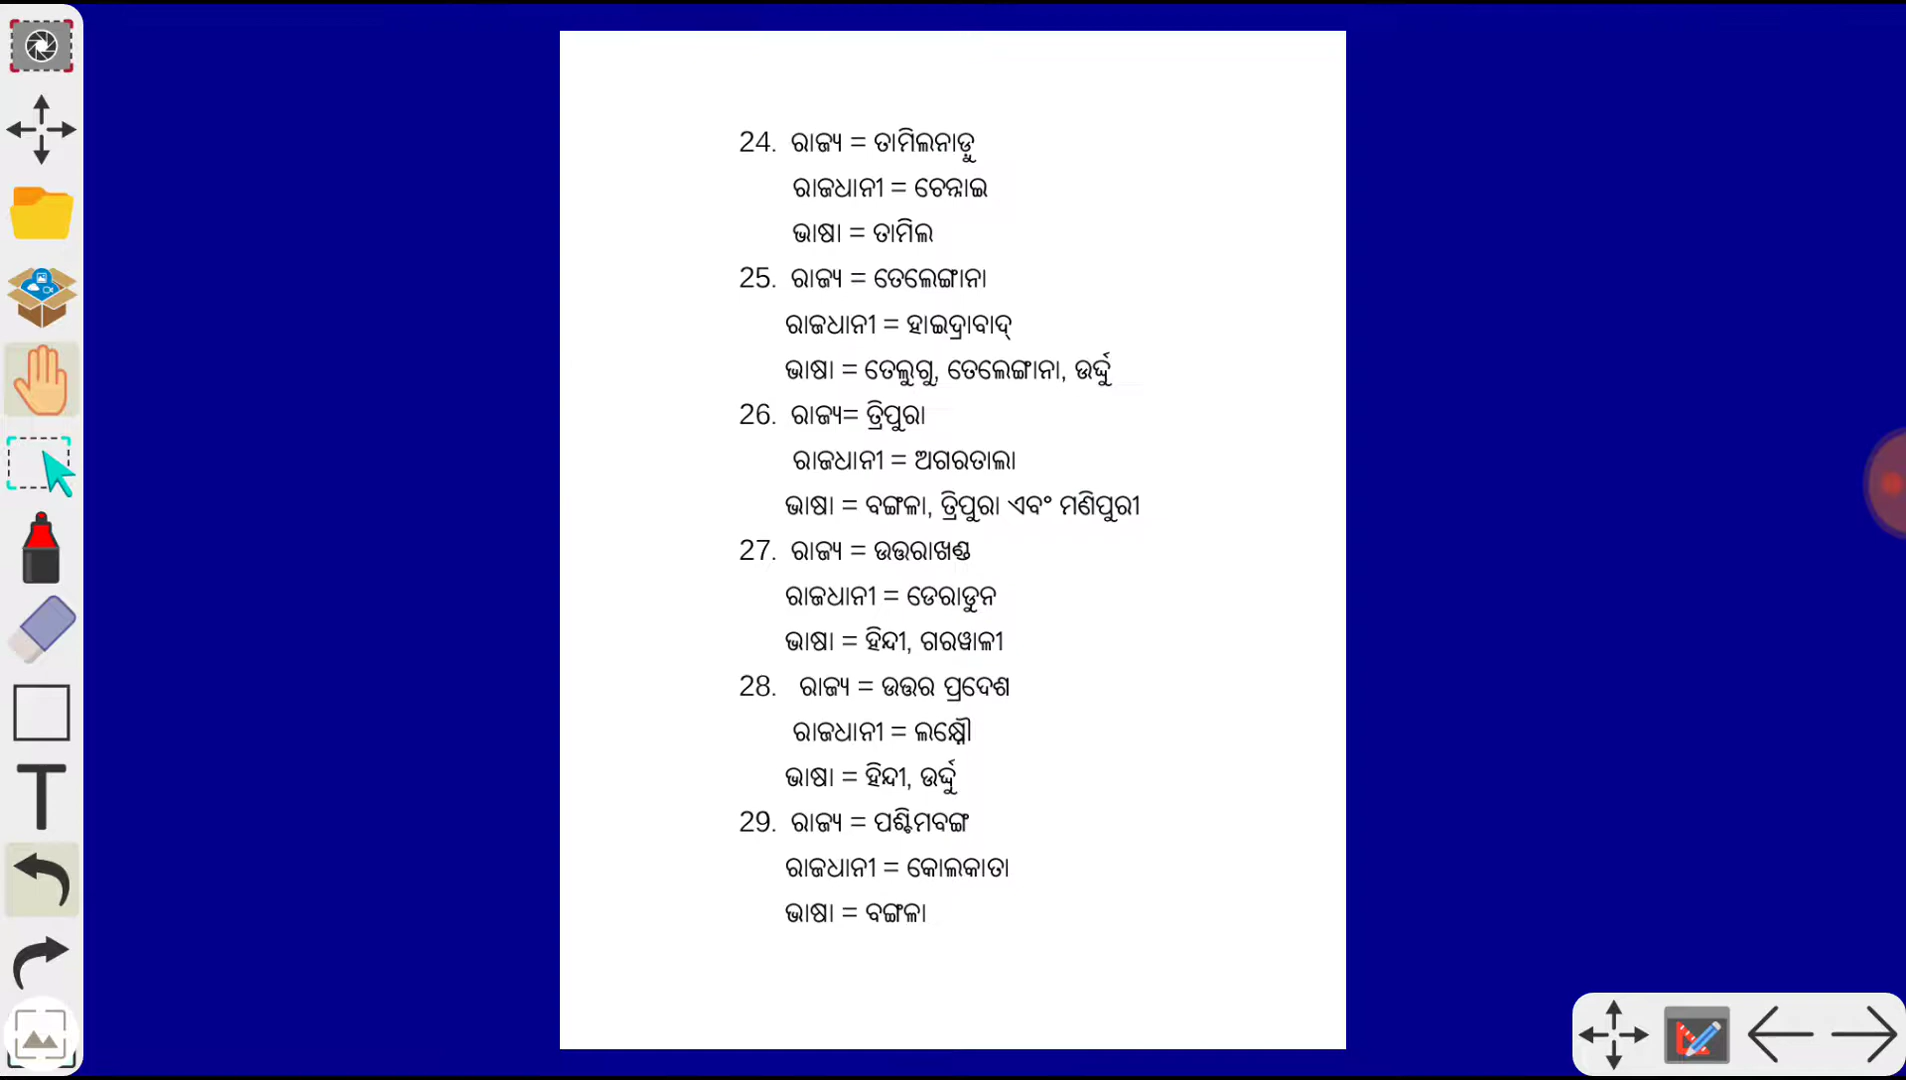 24. ରାଜ୍ୟ = ତାମିଲନାଡ଼ୁ
ରାଜଧାନୀ = ଚେନ୍ନାଇ
ଭାଷା = ତାମିଲ
25. ରାଜ୍ୟ = ତେଲେଙ୍ଗାନା
ରାଜଧାନୀ = ହାଇଦ୍ରାବାଦ୍
ଭାଷା = ତେଲୁଗୁ, ତେଲେଙ୍ଗାନା, ଉର୍ଦ୍ଦୁ
26. ରାଜ୍ୟ= ତ୍ରିପୁରା
ରାଜଧାନୀ = ଅଗରତାଲା
ଭାଷା = ବଙ୍ଗଳା, ତ୍ରିପୁରା ଏବଂ ମଣିପୁରୀ
27. ରାଜ୍ୟ = ଉତ୍ତରାଖଣ୍ଡ
ରାଜଧାନୀ = ଡେରାଡୁନ
ଭାଷା = ହିନ୍ଦୀ, ଗରୱାଳୀ
28. ରାଜ୍ୟ = ଉତ୍ତର ପ୍ରଦେଶ
ରାଜଧାନୀ = ଲକ୍ଷ୍ନୌ
ଭାଷା = ହିନ୍ଦୀ, ଉର୍ଦ୍ଦୁ
29. ରାଜ୍ୟ = ପଶ୍ଚିମବଙ୍ଗ
ରାଜଧାନୀ = କୋଲକାତା
ଭାଷା = ବଙ୍ଗଳା